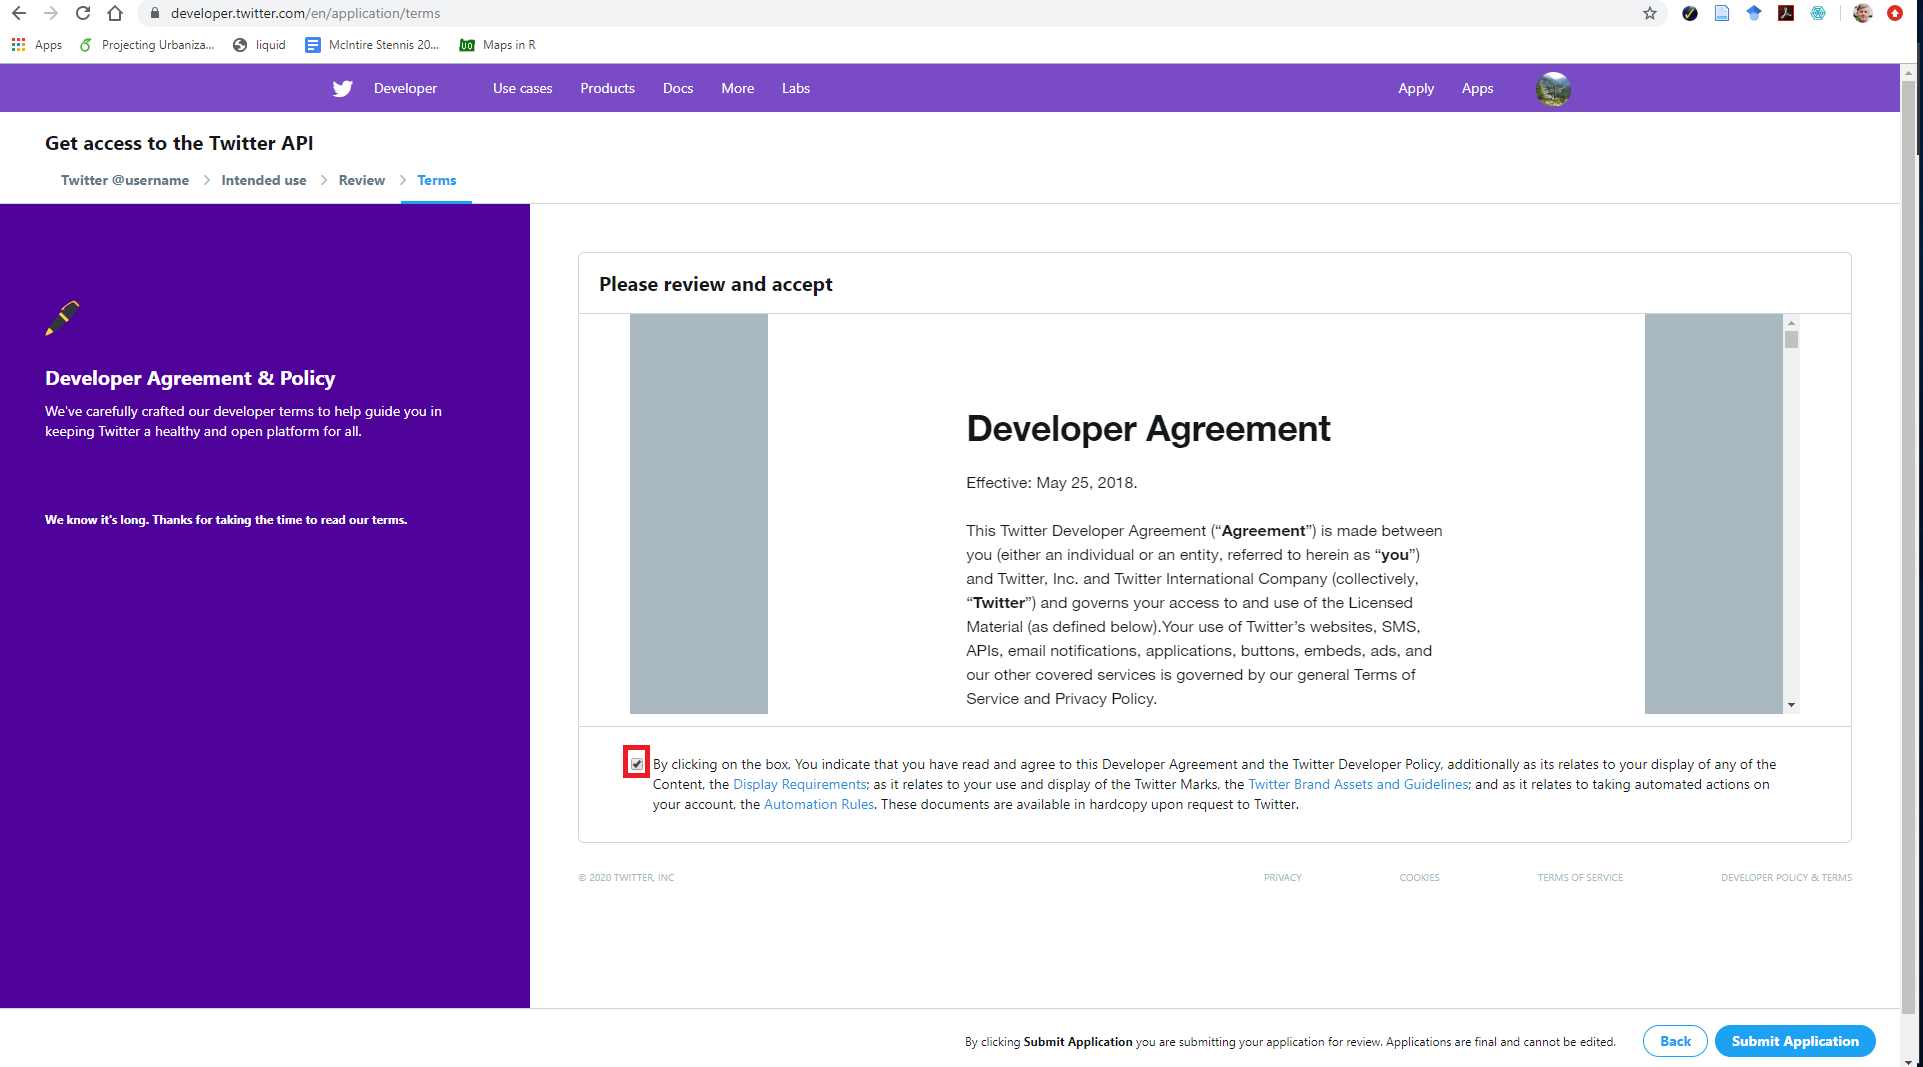 developer.twitter.com/en/application/terms
Apps Projecting Urbaniza... liquid McIntire Stennis 20... Maps in R
Developer Use cases Products Docs More Labs Apply Apps
Get access to the Twitter API
Twitter @username Intended use Review Terms
Developer Agreement & Policy
We've carefully crafted our developer terms to help guide you in
keeping Twitter a healthy and open platform for all.
We know it's long. Thanks for taking the time to read our terms.
Please review and accept
Developer Agreement
Effective: May 25, 2018.
This Twitter Developer Agreement (“Agreement”) is made between
you (either an individual or an entity, referred to herein as “you”)
and Twitter, Inc. and Twitter International Company (collectively,
“Twitter”) and governs your access to and use of the Licensed
Material (as defined below).Your use of Twitter’s websites, SMS,
APIs, email notifications, applications, buttons, embeds, ads, and
our other covered services is governed by our general Terms of
Service and Privacy Policy.
By clicking on the box, You indicate that you have read and agree to this Developer Agreement and the Twitter Developer Policy, additionally as its relates to your display of any of the
Content, the Display Requirements; as it relates to your use and display of the Twitter Marks, the Twitter Brand Assets and Guidelines; and as it relates to taking automated actions on
your account, the Automation Rules. These documents are available in hardcopy upon request to Twitter.
© 2020 TWITTER, INC PRIVACY COOKIES TERMS OF SERVICE DEVELOPER POLICY & TERMS
By clicking Submit Application you are submitting your application for review. Applications are final and cannot be edited. Back Submit Application